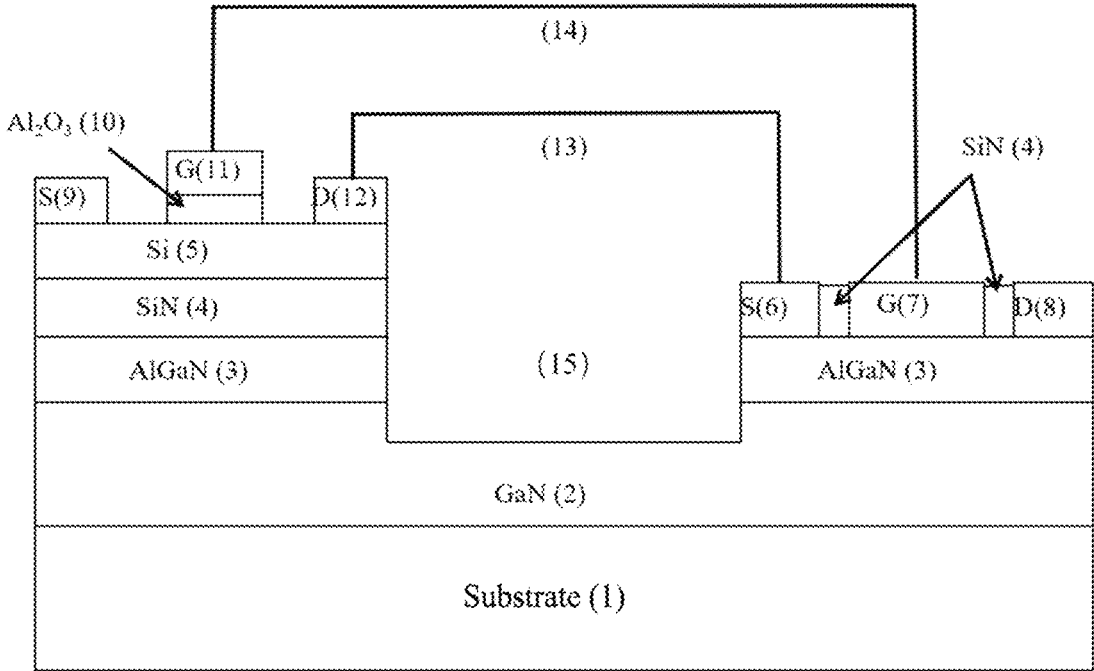 (14)
Al₂O₃ (10)
(13)
SiN (4)
G(11)
S(9)
D(12)
Si (5)
SiN (4)
S(6)
G(7)
D(8)
AlGaN (3)
(15)
AlGaN (3)
GaN (2)
Substrate (1)